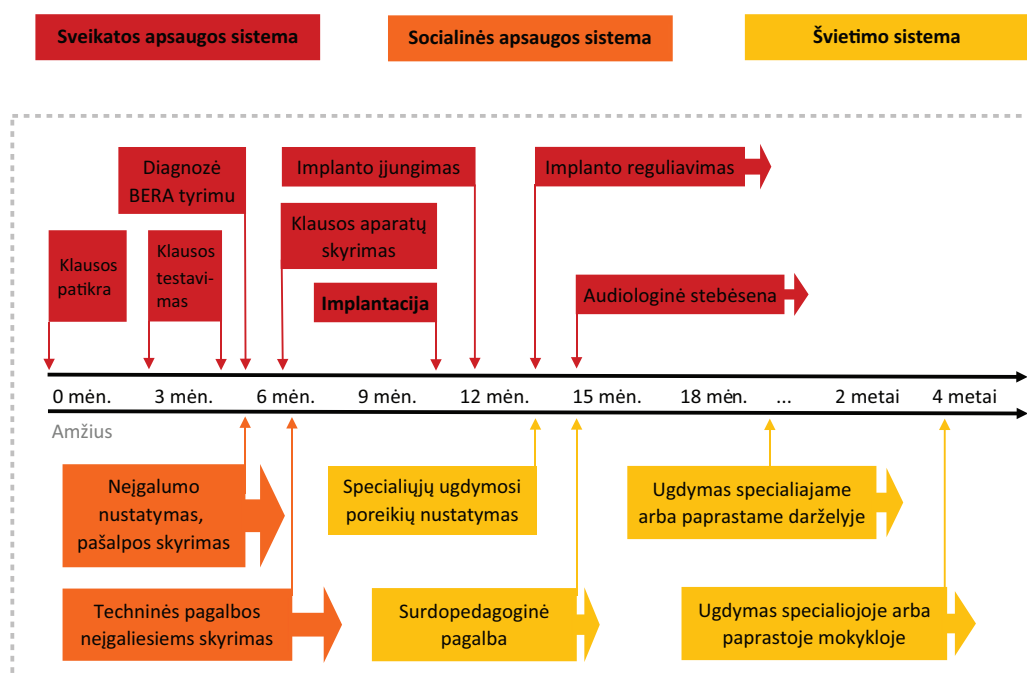 Sveikatos apsaugos sistema
Socialinės apsaugos sistema
Švietimo sistema
Diagnozė
BERA tyrimu
Implanto įjungimas
Implanto reguliavimas
Klausos
patikra
Klausos
testavi-
mas
Klausos aparatų
skyrimas
Implantacija
Audiologinė stebėsena
0 mėn.
3 mėn.
6 mėn.
9 mėn.
12 mėn.
15 mėn.
18 mėn.
...
2 metai
4 metai
Amžius
Neįgalumo
nustatymas,
pašalpos skyrimas
Specialiųjų ugdymosi
poreikių nustatymas
Ugdymas specialiajame
arba paprastame darželyje
Techninės pagalbos
neįgaliesiems skyrimas
Surdopedagoginė
pagalba
Ugdymas specialiojoje arba
paprastoje mokykloje